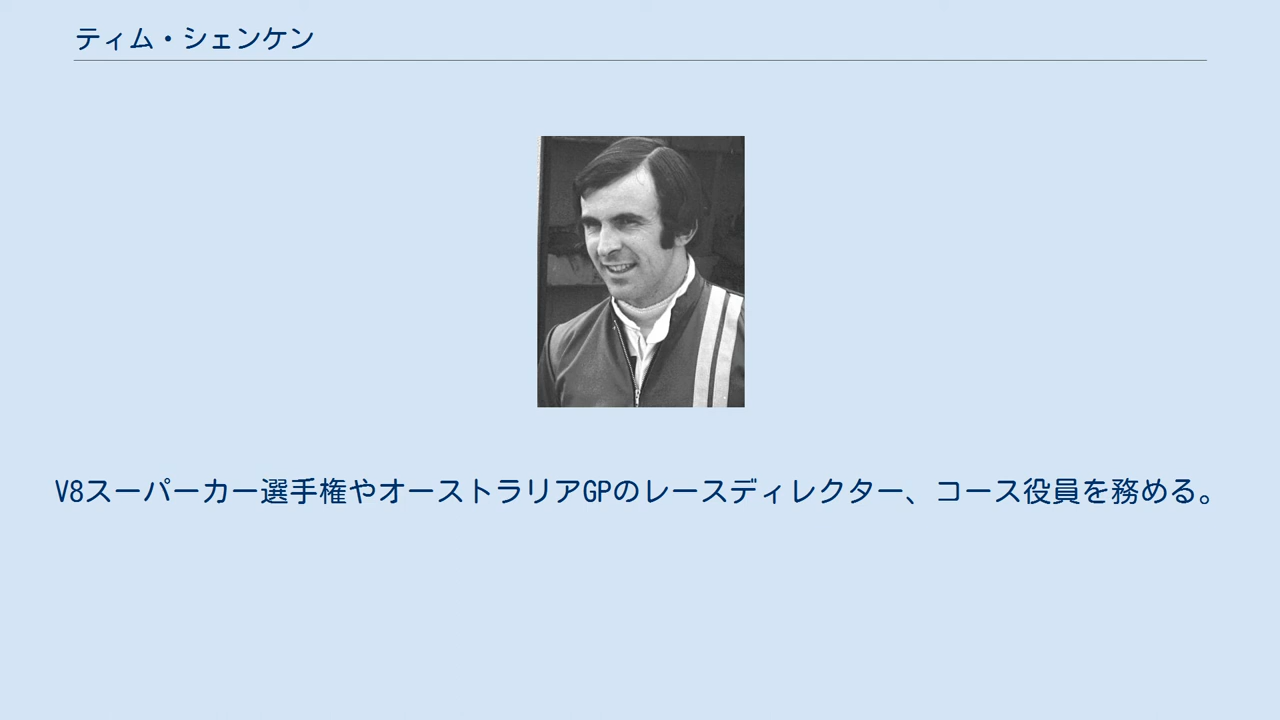 ティム・シェンケン
V8スーパーカー選手権やオーストラリアGPのレースディレクター、コース役員を務める。